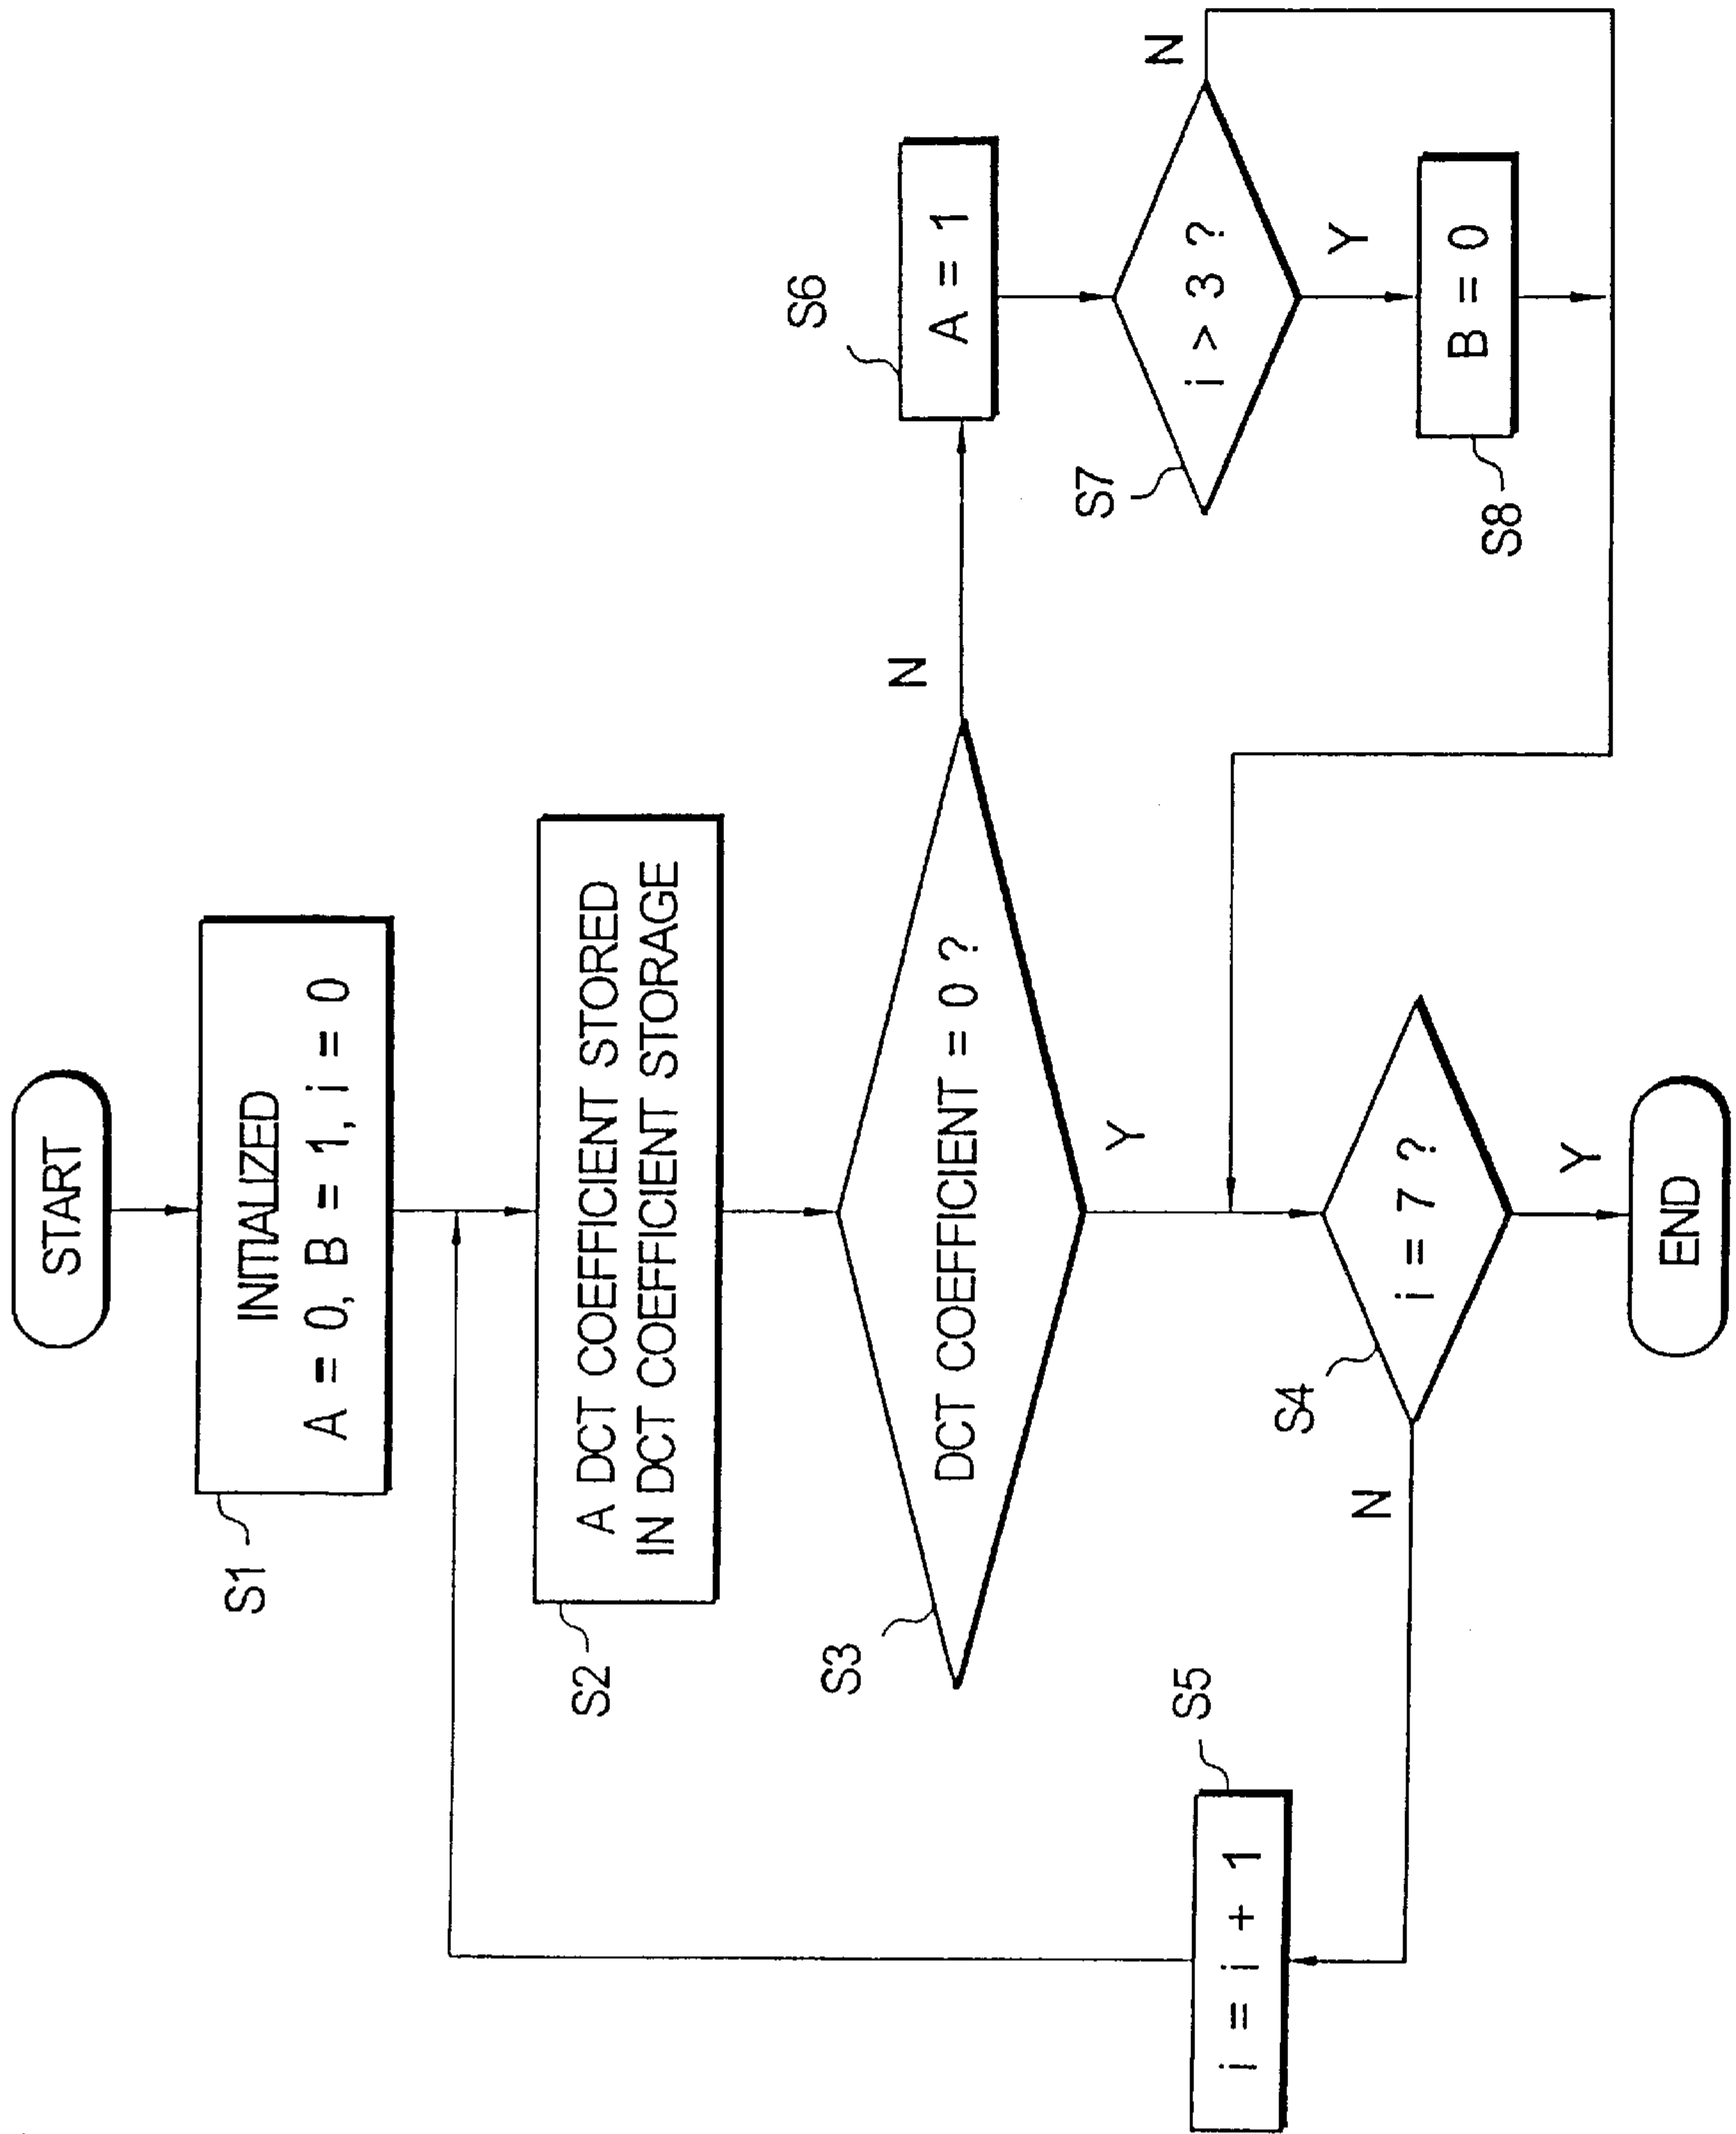 START
S1
INITIALIZED
A = 0, B = 1, i = 0
S2
A DCT COEFFICIENT STORED
IN DCT COEFFICIENT STORAGE
S3
DCT COEFFICIENT = 0 ?
N
Y
S6
A = 1
S7
i > 3 ?
N
Y
S8
B = 0
S4
i = 7 ?
N
Y
S5
i = i + 1
END